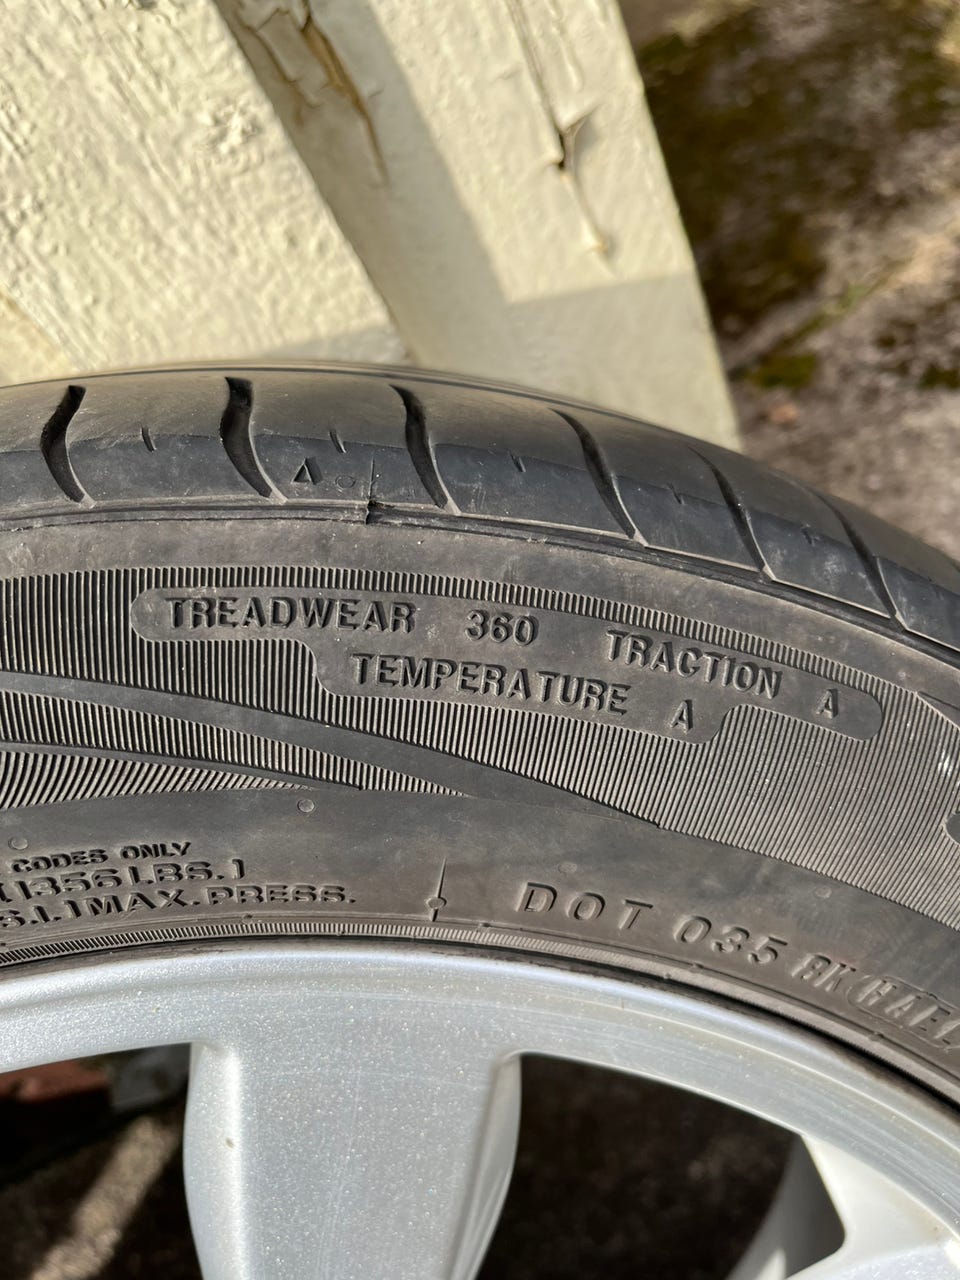 TREADWEAR 360 TRACTION A
TEMPERATURE A
CODES ONLY
(1356 LBS.)
S.I.) MAX. PRESS.
DOT 035